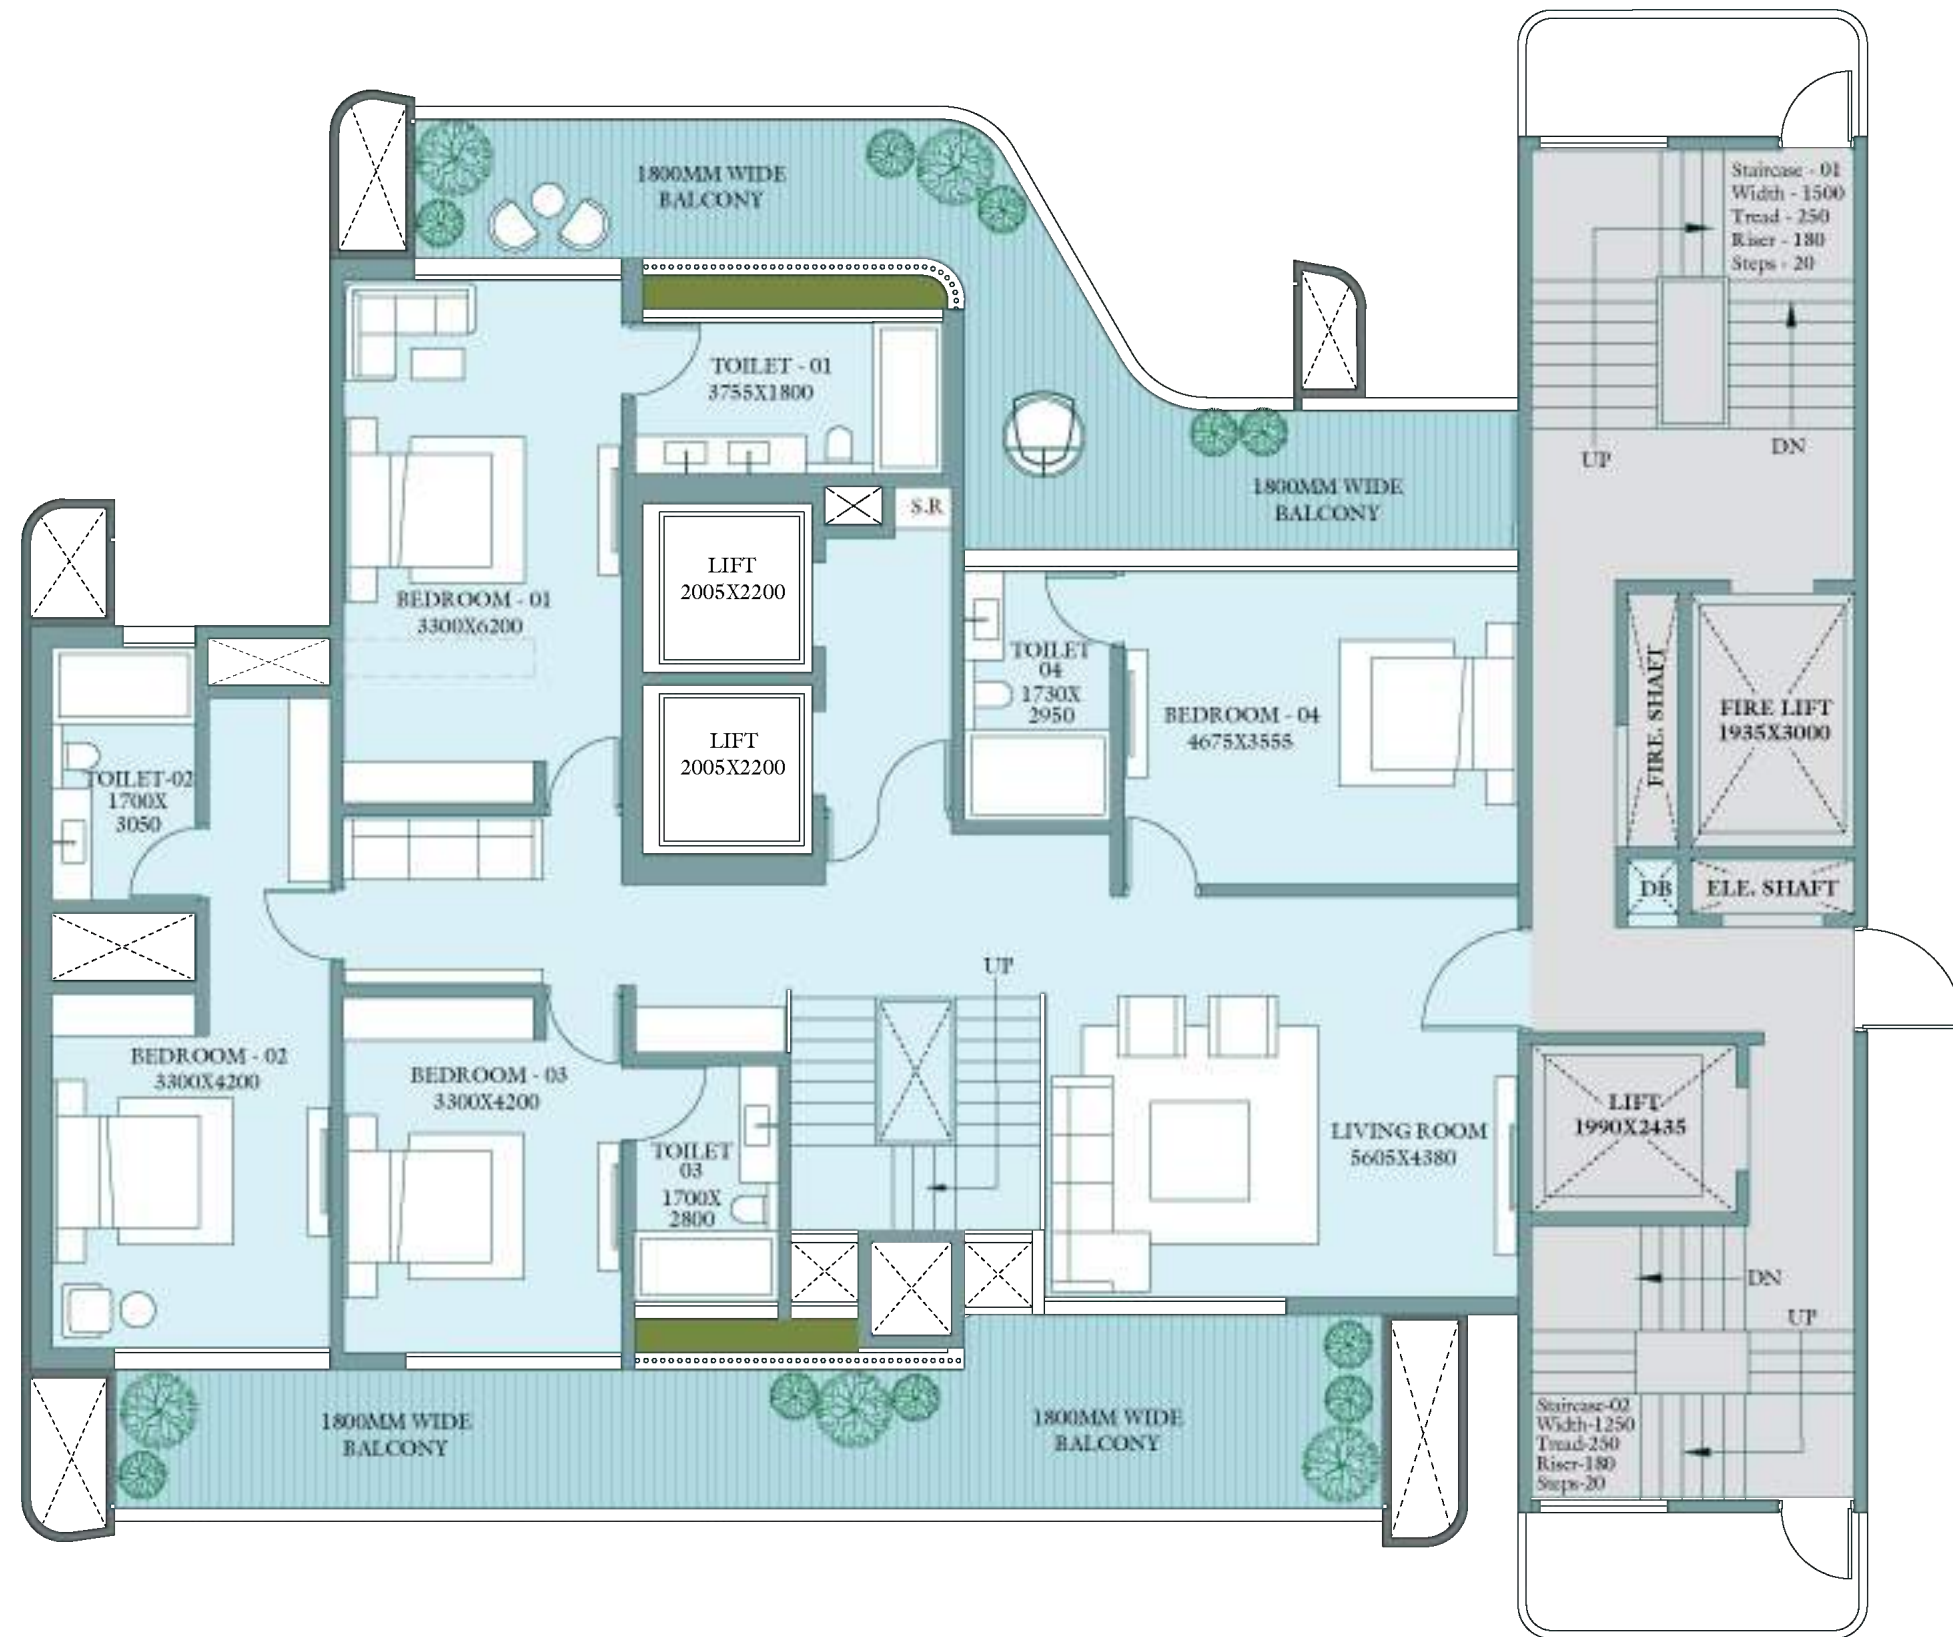 1800MM WIDE
BALCONY
Staircase - 01
Width - 1500
Tread - 250
Riser - 180
Steps - 20
TOILET - 01
3755X1800
UP
DN
1800MM WIDE
BALCONY
S.R
LIFT
2005X2200
BEDROOM - 01
3300X6200
TOILET
04
1730X
2950
BEDROOM - 04
4675X3555
FIRE. SHAFT
FIRE LIFT
1935X3000
LIFT
2005X2200
TOILET-02
1700X
3050
DB
ELE. SHAFT
UP
BEDROOM - 02
3300X4200
BEDROOM - 03
3300X4200
TOILET
03
1700X
2800
LIVING ROOM
5605X4380
LIFT
1990X2435
DN
UP
1800MM WIDE
BALCONY
1800MM WIDE
BALCONY
Staircase-02
Width-1250
Tread-250
Riser-180
Steps-20